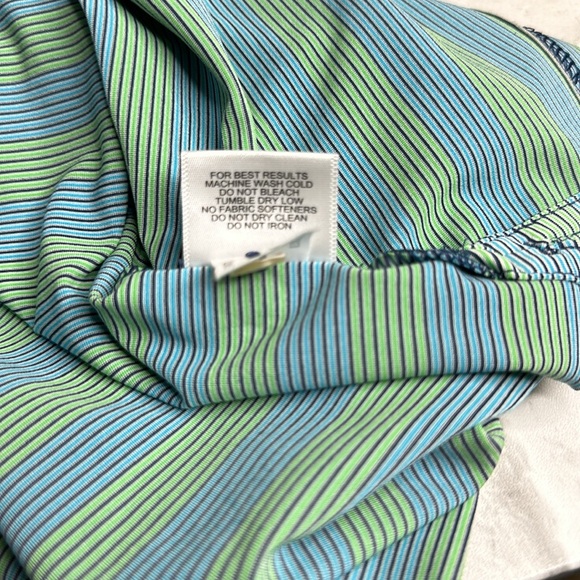 FOR BEST RESULTS
MACHINE WASH COLD
DO NOT BLEACH
TUMBLE DRY LOW
NO FABRIC SOFTENERS
DO NOT DRY CLEAN
DO NOT IRON